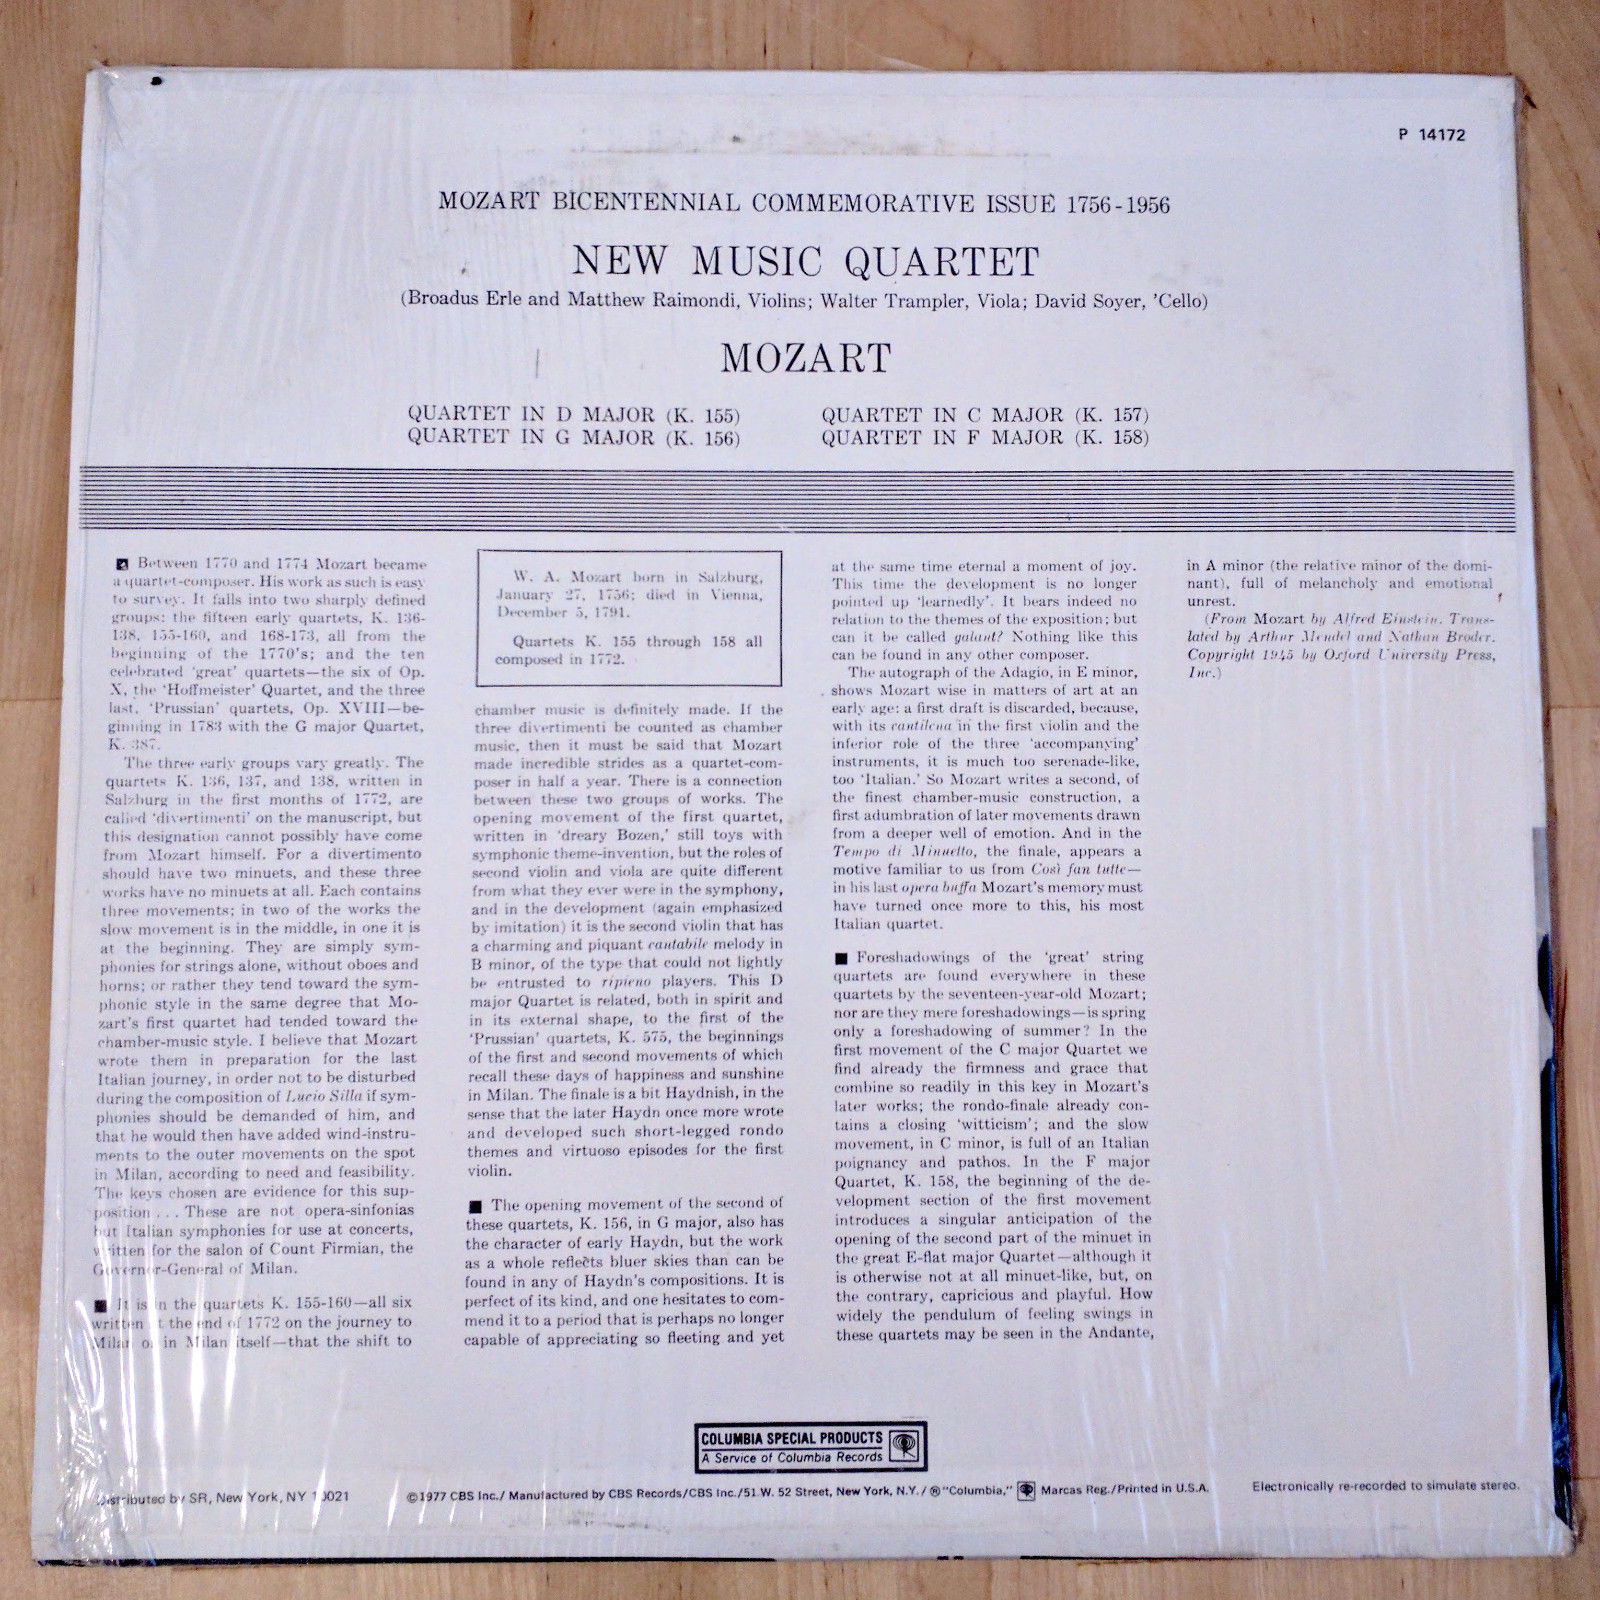 P 14172
MOZART BICENTENNIAL COMMEMORATIVE ISSUE 1756-1956
NEW MUSIC QUARTET
(Broadus Erle and Matthew Raimondi, Violins; Walter Trampler, Viola; David Soyer, 'Cello)
MOZART
QUARTET IN D MAJOR (K. 155)
QUARTET IN G MAJOR (K. 156)
QUARTET IN C MAJOR (K. 157)
QUARTET IN F MAJOR (K. 158)
■ Between 1770 and 1774 Mozart became
a quartet-composer. His work as such is easy
to survey. It falls into two sharply defined
groups: the fifteen early quartets, K. 136-
138, 155-160, and 168-173, all from the
beginning of the 1770's; and the ten
celebrated 'great' quartets—the six of Op.
X, the 'Hoffmeister' Quartet, and the three
last, 'Prussian' quartets, Op. XVIII—be-
ginning in 1783 with the G major Quartet,
K. 387.
The three early groups vary greatly. The
quartets K. 136, 137, and 138, written in
Salzburg in the first months of 1772, are
called 'divertimenti' on the manuscript, but
this designation cannot possibly have come
from Mozart himself. For a divertimento
should have two minuets, and these three
works have no minuets at all. Each contains
three movements; in two of the works the
slow movement is in the middle, in one it is
at the beginning. They are simply sym-
phonies for strings alone, without oboes and
horns; or rather they tend toward the sym-
phonic style in the same degree that Mo-
zart's first quartet had tended toward the
chamber-music style. I believe that Mozart
wrote them in preparation for the last
Italian journey, in order not to be disturbed
during the composition of Lucio Silla if sym-
phonies should be demanded of him, and
that he would then have added wind-instru-
ments to the outer movements on the spot
in Milan, according to need and feasibility.
The keys chosen are evidence for this sup-
position . . . These are not opera-sinfonias
but Italian symphonies for use at concerts,
written for the salon of Count Firmian, the
Governor-General of Milan.
■ It is in the quartets K. 155-160—all six
written at the end of 1772 on the journey to
Milan or in Milan itself—that the shift to
W. A. Mozart born in Salzburg,
January 27, 1756; died in Vienna,
December 5, 1791.
Quartets K. 155 through 158 all
composed in 1772.
chamber music is definitely made. If the
three divertimenti be counted as chamber
music, then it must be said that Mozart
made incredible strides as a quartet-com-
poser in half a year. There is a connection
between these two groups of works. The
opening movement of the first quartet,
written in 'dreary Bozen,' still toys with
symphonic theme-invention, but the roles of
second violin and viola are quite different
from what they ever were in the symphony,
and in the development (again emphasized
by imitation) it is the second violin that has
a charming and piquant cantabile melody in
B minor, of the type that could not lightly
be entrusted to ripieno players. This D
major Quartet is related, both in spirit and
in its external shape, to the first of the
'Prussian' quartets, K. 575, the beginnings
of the first and second movements of which
recall these days of happiness and sunshine
in Milan. The finale is a bit Haydnish, in the
sense that the later Haydn once more wrote
and developed such short-legged rondo
themes and virtuoso episodes for the first
violin.
■ The opening movement of the second of
these quartets, K. 156, in G major, also has
the character of early Haydn, but the work
as a whole reflects bluer skies than can be
found in any of Haydn's compositions. It is
perfect of its kind, and one hesitates to com-
mend it to a period that is perhaps no longer
capable of appreciating so fleeting and yet
at the same time eternal a moment of joy.
This time the development is no longer
pointed up 'learnedly'. It bears indeed no
relation to the themes of the exposition; but
can it be called galant? Nothing like this
can be found in any other composer.
The autograph of the Adagio, in E minor,
shows Mozart wise in matters of art at an
early age: a first draft is discarded, because,
with its cantilena in the first violin and the
inferior role of the three 'accompanying'
instruments, it is much too serenade-like,
too 'Italian.' So Mozart writes a second, of
the finest chamber-music construction, a
first adumbration of later movements drawn
from a deeper well of emotion. And in the
Tempo di Minuetto, the finale, appears a
motive familiar to us from Così fan tutte—
in his last opera buffa Mozart's memory must
have turned once more to this, his most
Italian quartet.
■ Foreshadowings of the 'great' string
quartets are found everywhere in these
quartets by the seventeen-year-old Mozart;
nor are they mere foreshadowings—is spring
only a foreshadowing of summer? In the
first movement of the C major Quartet we
find already the firmness and grace that
combine so readily in this key in Mozart's
later works; the rondo-finale already con-
tains a closing 'witticism'; and the slow
movement, in C minor, is full of an Italian
poignancy and pathos. In the F major
Quartet, K. 158, the beginning of the de-
velopment section of the first movement
introduces a singular anticipation of the
opening of the second part of the minuet in
the great E-flat major Quartet—although it
is otherwise not at all minuet-like, but, on
the contrary, capricious and playful. How
widely the pendulum of feeling swings in
these quartets may be seen in the Andante,
in A minor (the relative minor of the domi-
nant), full of melancholy and emotional
unrest.
(From Mozart by Alfred Einstein. Trans-
lated by Arthur Mendel and Nathan Broder.
Copyright 1945 by Oxford University Press,
Inc.)
COLUMBIA SPECIAL PRODUCTS
A Service of Columbia Records
Distributed by SR, New York, NY 10021
©1977 CBS Inc./ Manufactured by CBS Records/CBS Inc./51 W. 52 Street, New York, N.Y./ ®"Columbia," Marcas Reg./Printed in U.S.A.
Electronically re-recorded to simulate stereo.